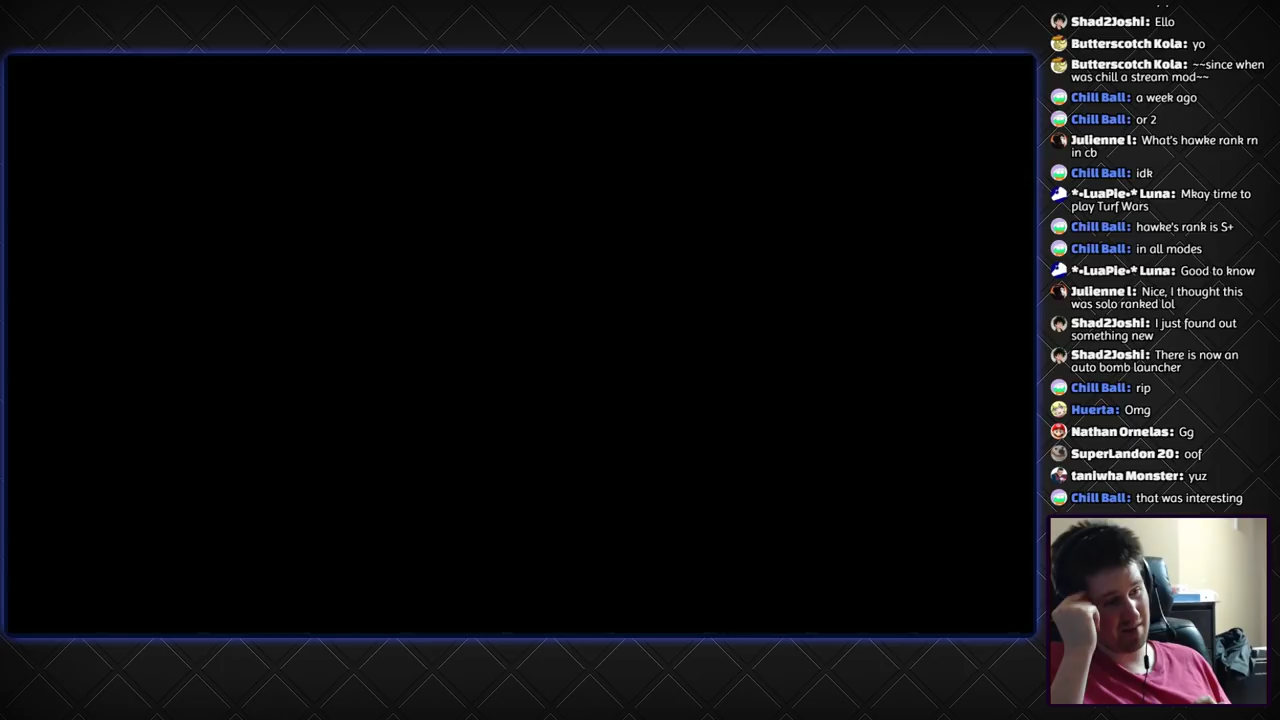 Shad2Joshi: Ello
Butterscotch Kola: yo
Butterscotch Kola: ~~since when
was chill a stream mod~~
Chill Ball: a week ago
Chill Ball: or 2
Julienne l: What's hawke rank rn
in cb
Chill Ball: idk
*•LuaPie•* Luna: Mkay time to
play Turf Wars
Chill Ball: hawke's rank is S+
Chill Ball: in all modes
*•LuaPie•* Luna: Good to know
Julienne l: Nice, I thought this
was solo ranked lol
Shad2Joshi: I just found out
something new
Shad2Joshi: There is now an
auto bomb launcher
Chill Ball: rip
Huerta: Omg
Nathan Ornelas: Gg
SuperLandon 20: oof
taniwha Monster: yuz
Chill Ball: that was interesting